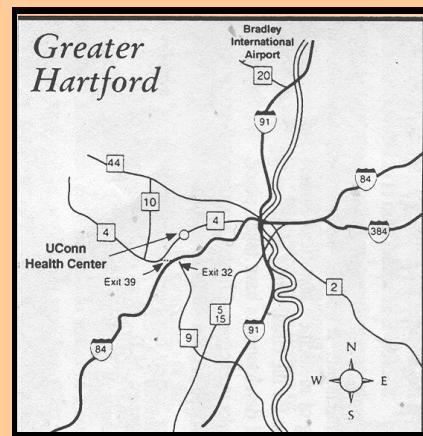 Greater
Hartford
Bradley
International
Airport
20
91
44
84
10
4
4
384
UConn
Health Center
Exit 39
Exit 32
2
5
15
9
91
84
N
W
E
S